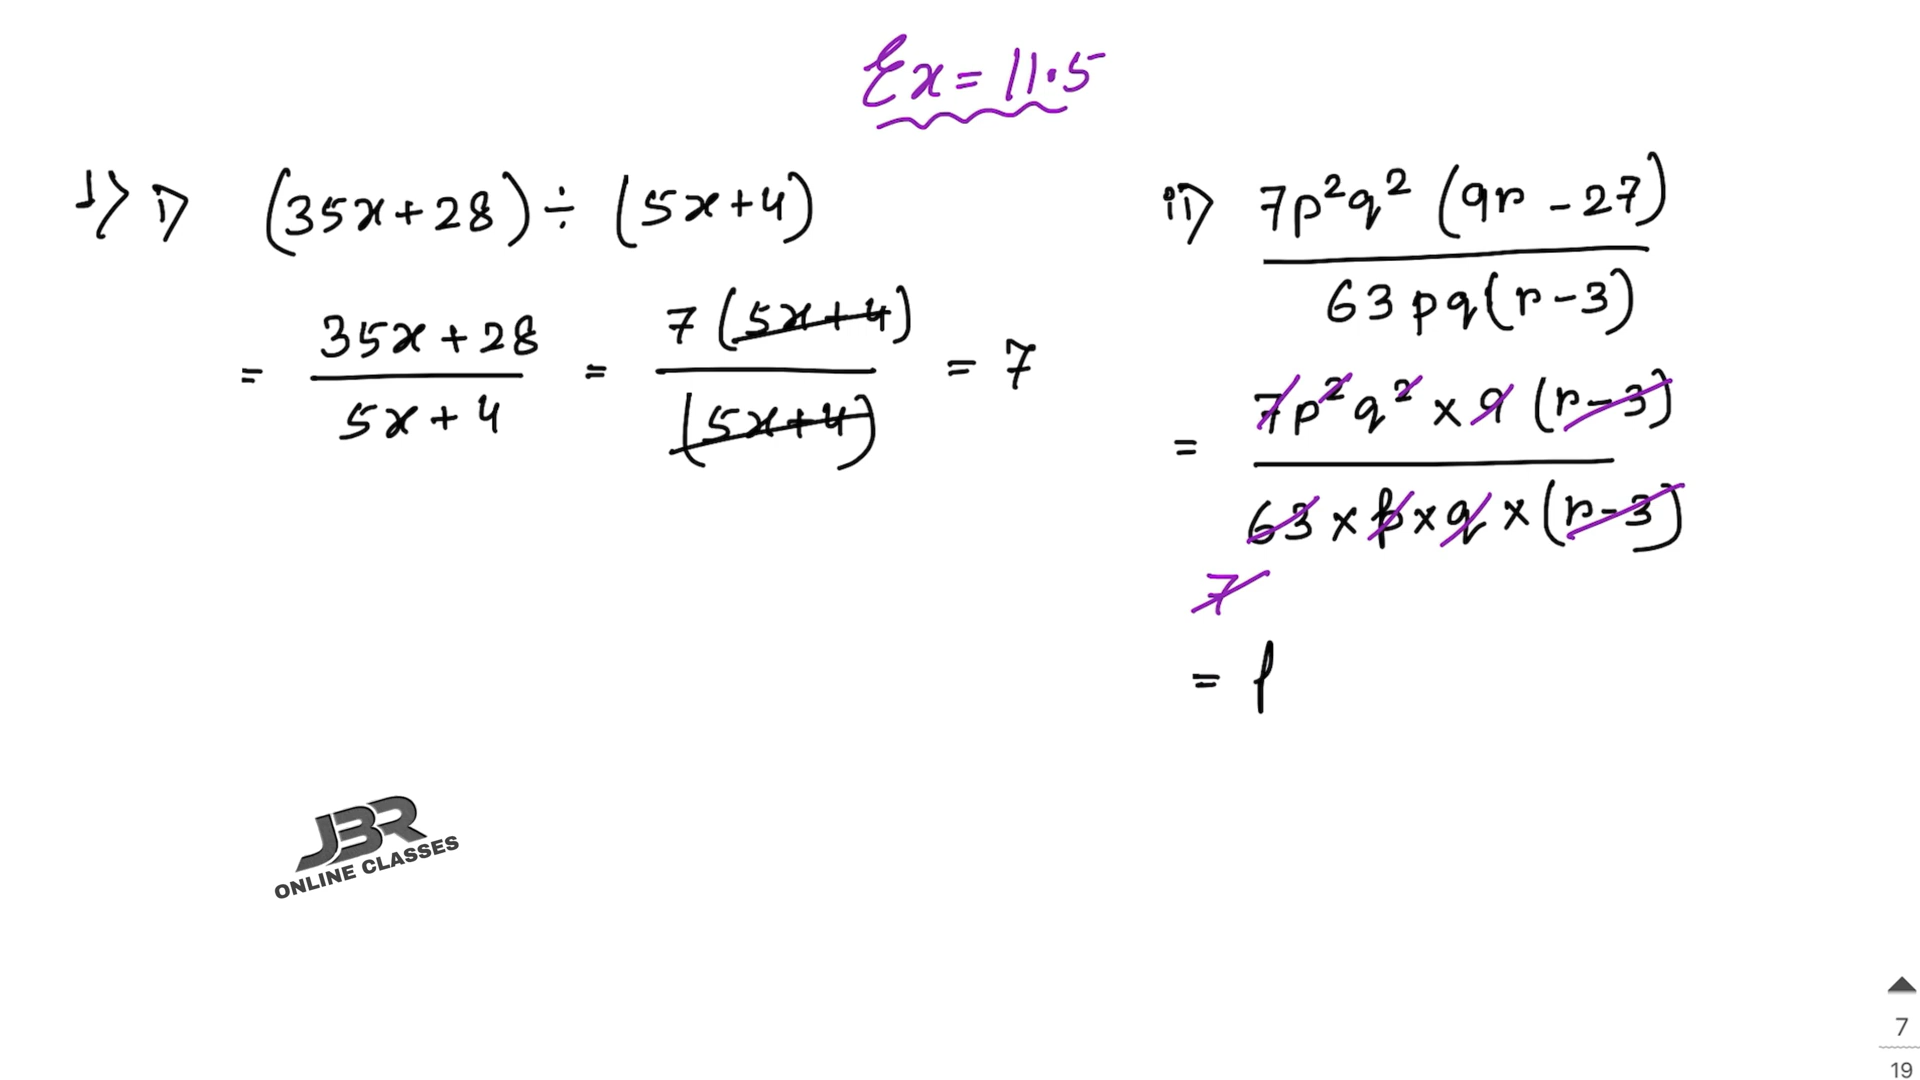 Ex = 11.5
1) i) (35x+28) ÷ (5x+4)
= 35x+28 / 5x+4 = 7(5x+4) / (5x+4) = 7
ii) 7p²q² (9r-27) / 63pq(r-3)
= 7p²q² × 9 (r-3) / 63 × p × q × (r-3)
7
= p
JBR
ONLINE CLASSES
7
19